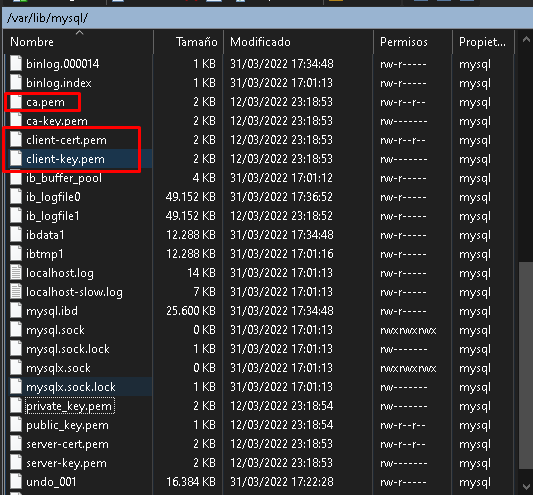 /var/lib/mysql/
Nombre Tamaño Modificado Permisos Propiet...
binlog.000014 1 KB 31/03/2022 17:34:48 rw-r----- mysql
binlog.index 1 KB 31/03/2022 17:01:13 rw-r----- mysql
ca.pem 2 KB 12/03/2022 23:18:53 rw-r--r-- mysql
ca-key.pem 2 KB 12/03/2022 23:18:53 rw------- mysql
client-cert.pem 2 KB 12/03/2022 23:18:53 rw-r--r-- mysql
client-key.pem 2 KB 12/03/2022 23:18:53 rw------- mysql
ib_buffer_pool 4 KB 31/03/2022 17:01:12 rw-r----- mysql
ib_logfile0 49.152 KB 31/03/2022 17:36:52 rw-r----- mysql
ib_logfile1 49.152 KB 12/03/2022 23:18:52 rw-r----- mysql
ibdata1 12.288 KB 31/03/2022 17:34:48 rw-r----- mysql
ibtmp1 12.288 KB 31/03/2022 17:01:16 rw-r----- mysql
localhost.log 14 KB 31/03/2022 17:01:13 rw-r----- mysql
localhost-slow.log 7 KB 31/03/2022 17:01:13 rw-r----- mysql
mysql.ibd 25.600 KB 31/03/2022 17:34:48 rw-r----- mysql
mysql.sock 0 KB 31/03/2022 17:01:13 rwxrwxrwx mysql
mysql.sock.lock 1 KB 31/03/2022 17:01:13 rw------- mysql
mysqlx.sock 0 KB 31/03/2022 17:01:13 rwxrwxrwx mysql
mysqlx.sock.lock 1 KB 31/03/2022 17:01:13 rw------- mysql
private_key.pem 2 KB 12/03/2022 23:18:54 rw------- mysql
public_key.pem 1 KB 12/03/2022 23:18:54 rw-r--r-- mysql
server-cert.pem 2 KB 12/03/2022 23:18:53 rw-r--r-- mysql
server-key.pem 2 KB 12/03/2022 23:18:53 rw------- mysql
undo_001 16.384 KB 31/03/2022 17:22:28 rw-r----- mysql